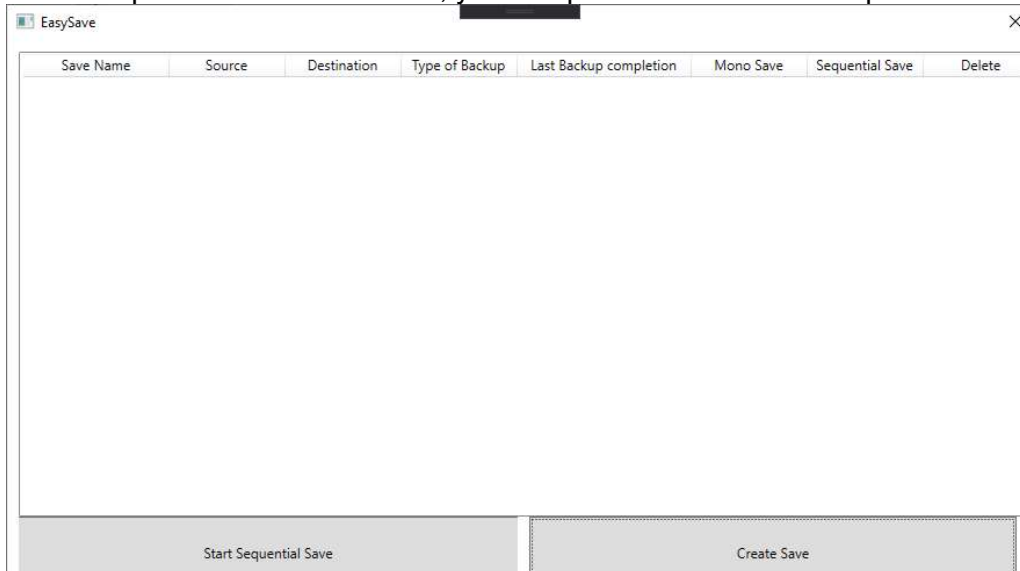 EasySave
Save Name Source Destination Type of Backup Last Backup completion Mono Save Sequential Save Delete
Start Sequential Save Create Save